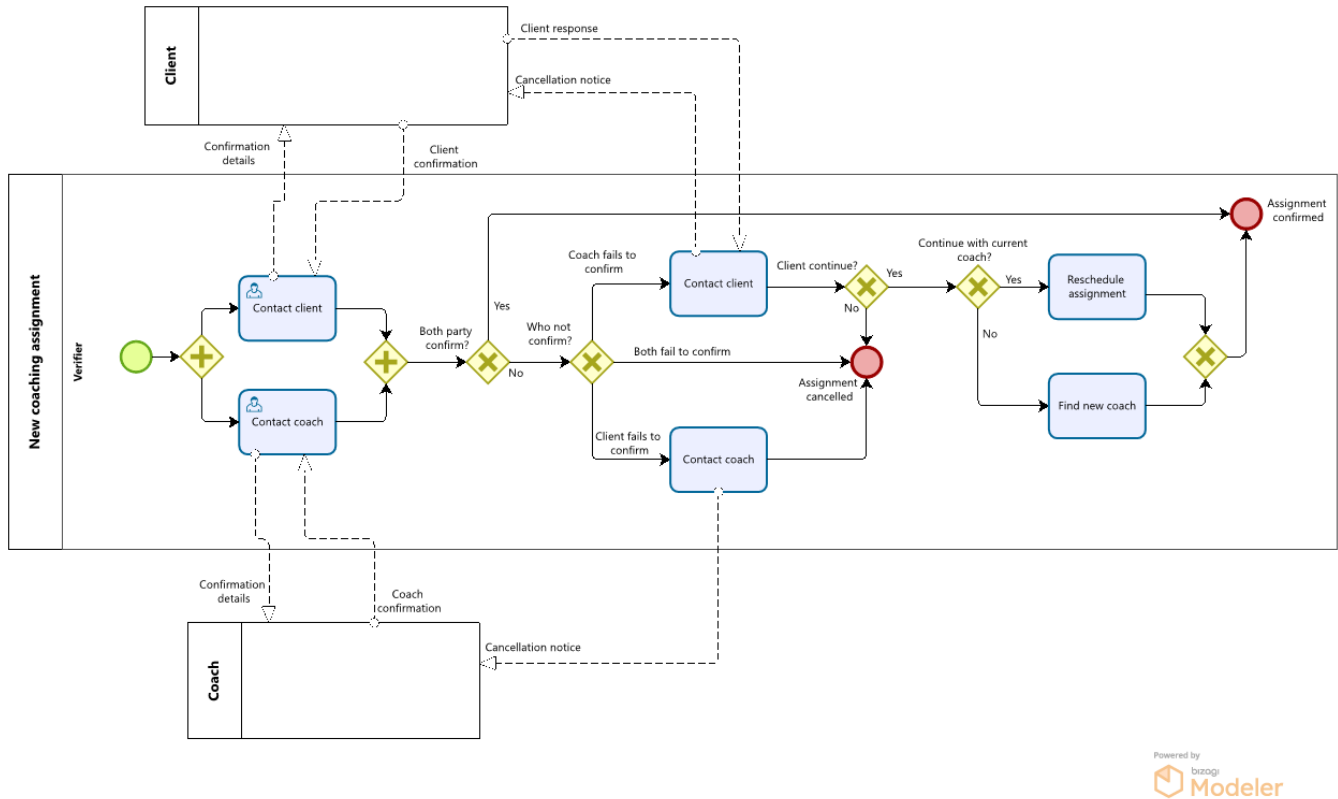 Client
Client response
Cancellation notice
Confirmation
details
Client
confirmation
New coaching assignment
Verifier
Contact client
Contact coach
Both party
confirm?
Yes
No
Who not
confirm?
Coach fails to
confirm
Both fail to confirm
Client fails to
confirm
Contact client
Contact coach
Client continue?
Yes
No
Assignment
cancelled
Continue with current
coach?
Yes
No
Reschedule
assignment
Find new coach
Assignment
confirmed
Confirmation
details
Coach
confirmation
Cancellation notice
Coach
Powered by
bizagi
Modeler